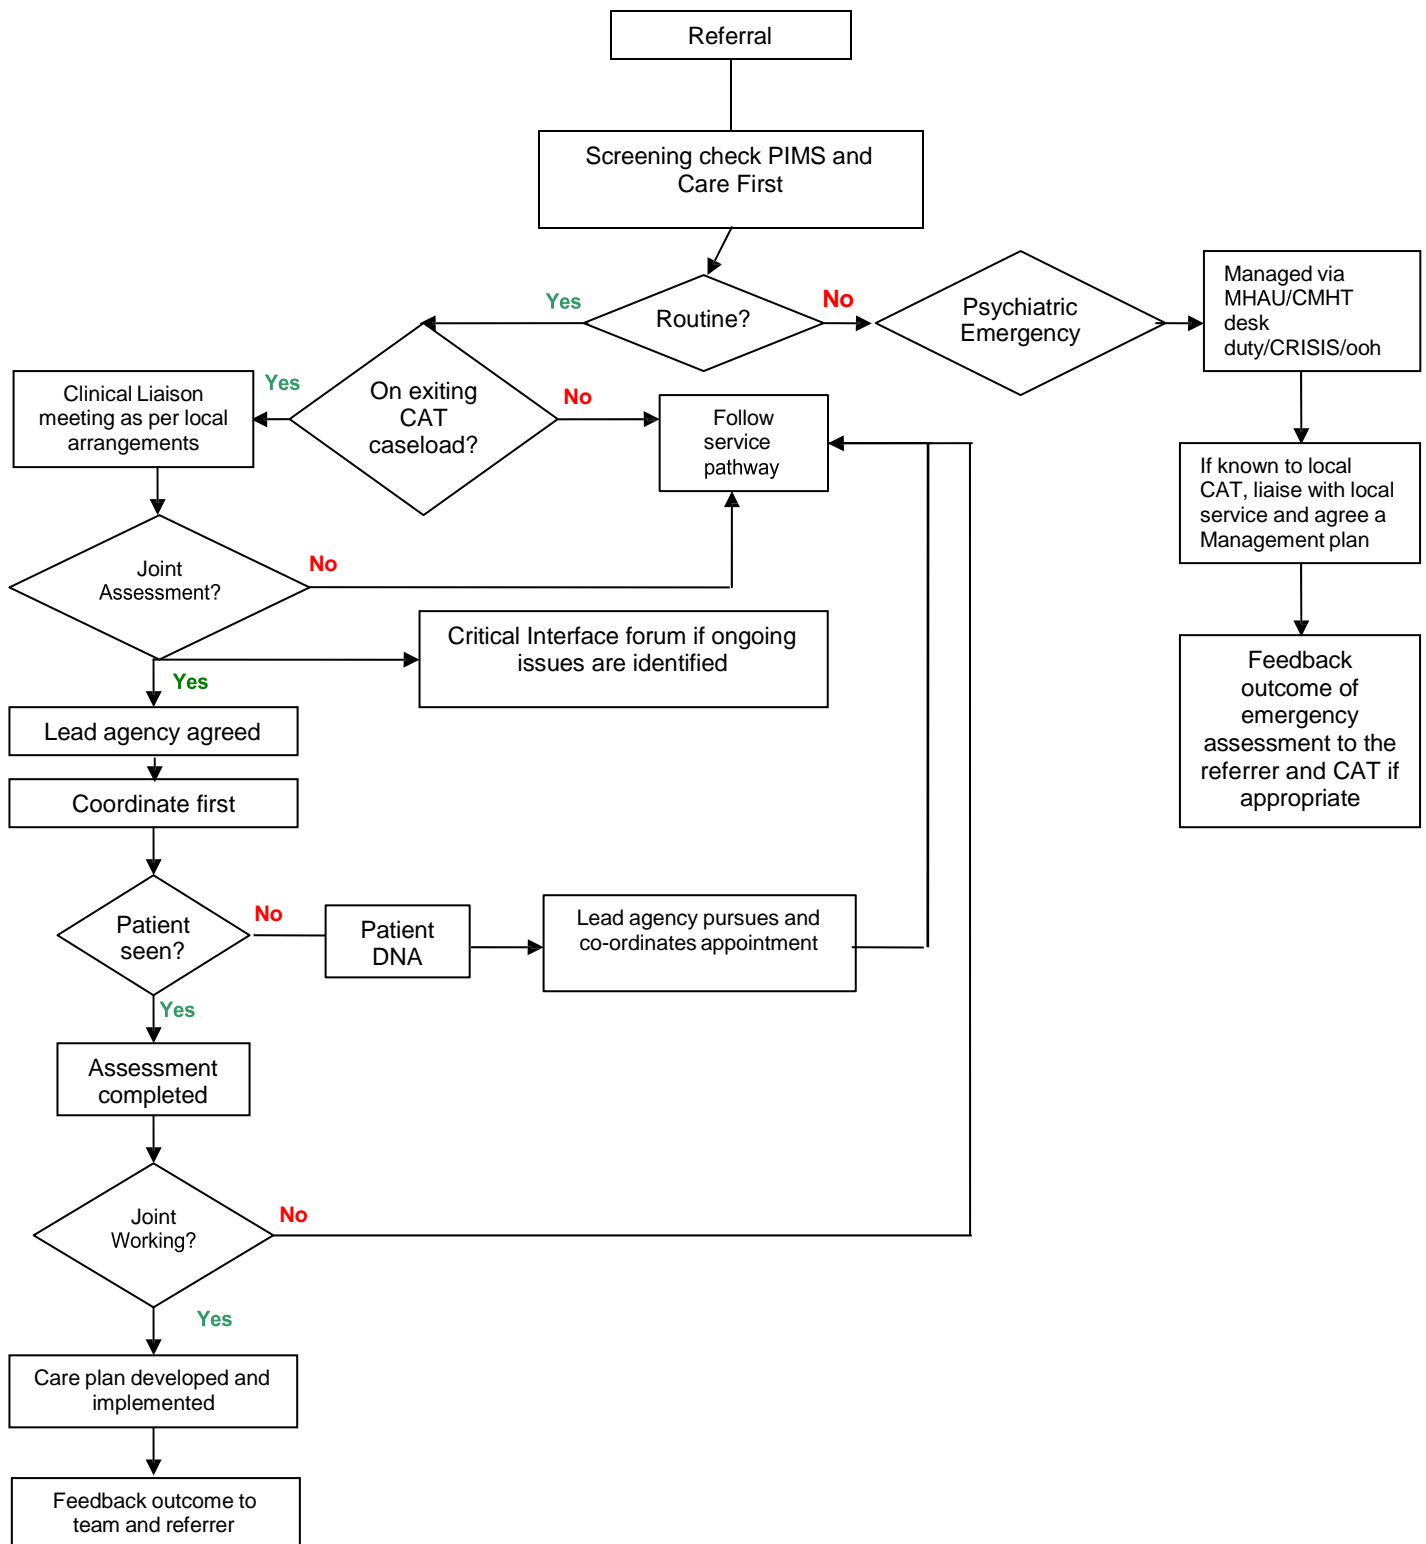 Referral
Screening check PIMS and
Care First
Routine?
Yes
No
Psychiatric
Emergency
Managed via
MHAU/CMHT
desk
duty/CRISIS/ooh
On exiting
CAT
caseload?
Yes
No
Clinical Liaison
meeting as per local
arrangements
Follow
service
pathway
If known to local
CAT, liaise with local
service and agree a
Management plan
Joint
Assessment?
No
Yes
Critical Interface forum if ongoing
issues are identified
Feedback
outcome of
emergency
assessment to the
referrer and CAT if
appropriate
Lead agency agreed
Coordinate first
Patient
seen?
No
Patient
DNA
Lead agency pursues and
co-ordinates appointment
Yes
Assessment
completed
Joint
Working?
No
Yes
Care plan developed and
implemented
Feedback outcome to
team and referrer